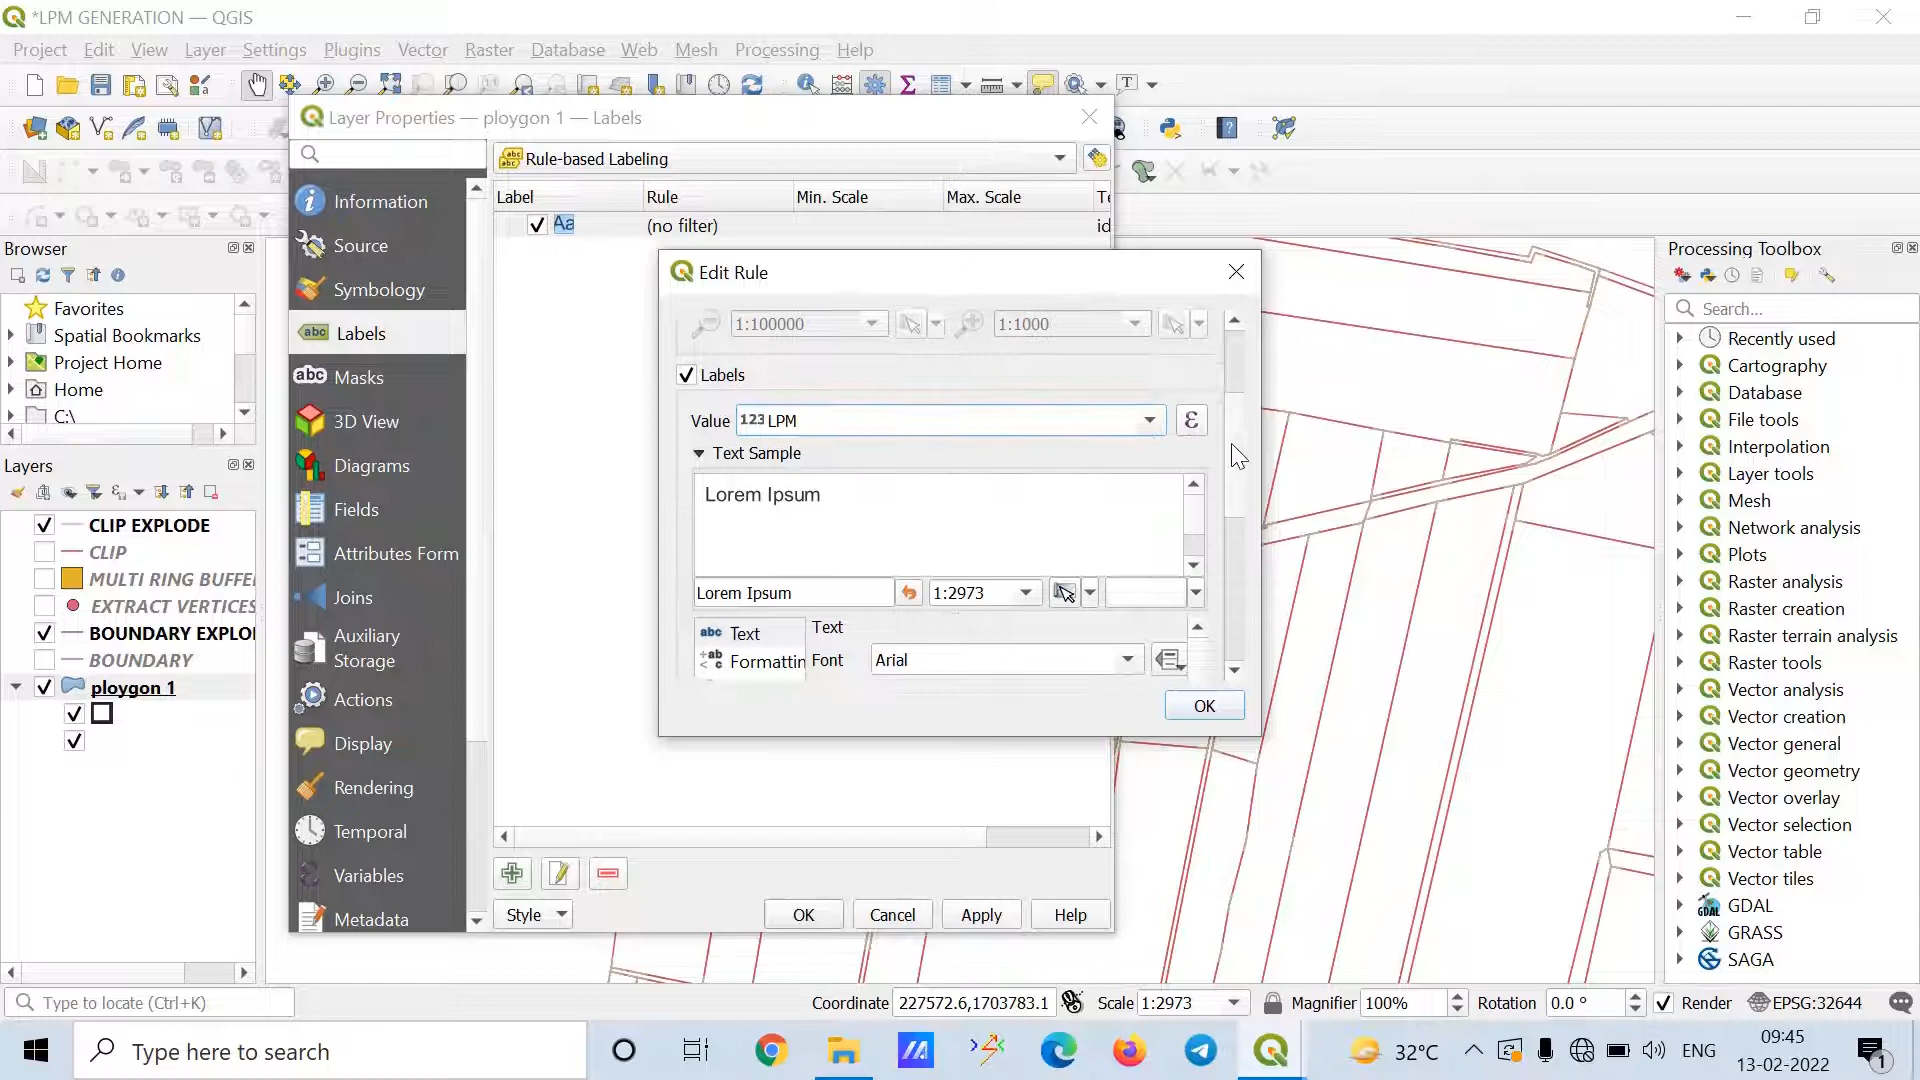 *LPM GENERATION — QGIS
Project Edit View Layer Settings Plugins Vector Raster Database Web Mesh Processing Help
Layer Properties — ploygon 1 — Labels
Rule-based Labeling
Label Rule Min. Scale Max. Scale Te
Aa (no filter) id
Information
Source
Symbology
abc Labels
abc Masks
3D View
Diagrams
Fields
Attributes Form
Joins
Auxiliary
Storage
Actions
Display
Rendering
Temporal
Variables
Metadata
Style OK Cancel Apply Help
Edit Rule
1:100000 1:1000
Labels
Value 123 LPM ε
Text Sample
Lorem Ipsum
Lorem Ipsum 1:2973
abc Text Text
Formattin Font Arial
OK
Browser
Favorites
Spatial Bookmarks
Project Home
Home
C:\
Layers
CLIP EXPLODE
CLIP
MULTI RING BUFFE
EXTRACT VERTICES
BOUNDARY EXPLO
BOUNDARY
ploygon 1
Processing Toolbox
Search...
Recently used
Cartography
Database
File tools
Interpolation
Layer tools
Mesh
Network analysis
Plots
Raster analysis
Raster creation
Raster terrain analysis
Raster tools
Vector analysis
Vector creation
Vector general
Vector geometry
Vector overlay
Vector selection
Vector table
Vector tiles
GDAL
GRASS
SAGA
Type to locate (Ctrl+K) Coordinate 227572.6,1703783.1 Scale 1:2973 Magnifier 100% Rotation 0.0 ° Render EPSG:32644
Type here to search 32°C ENG 09:45
13-02-2022 1